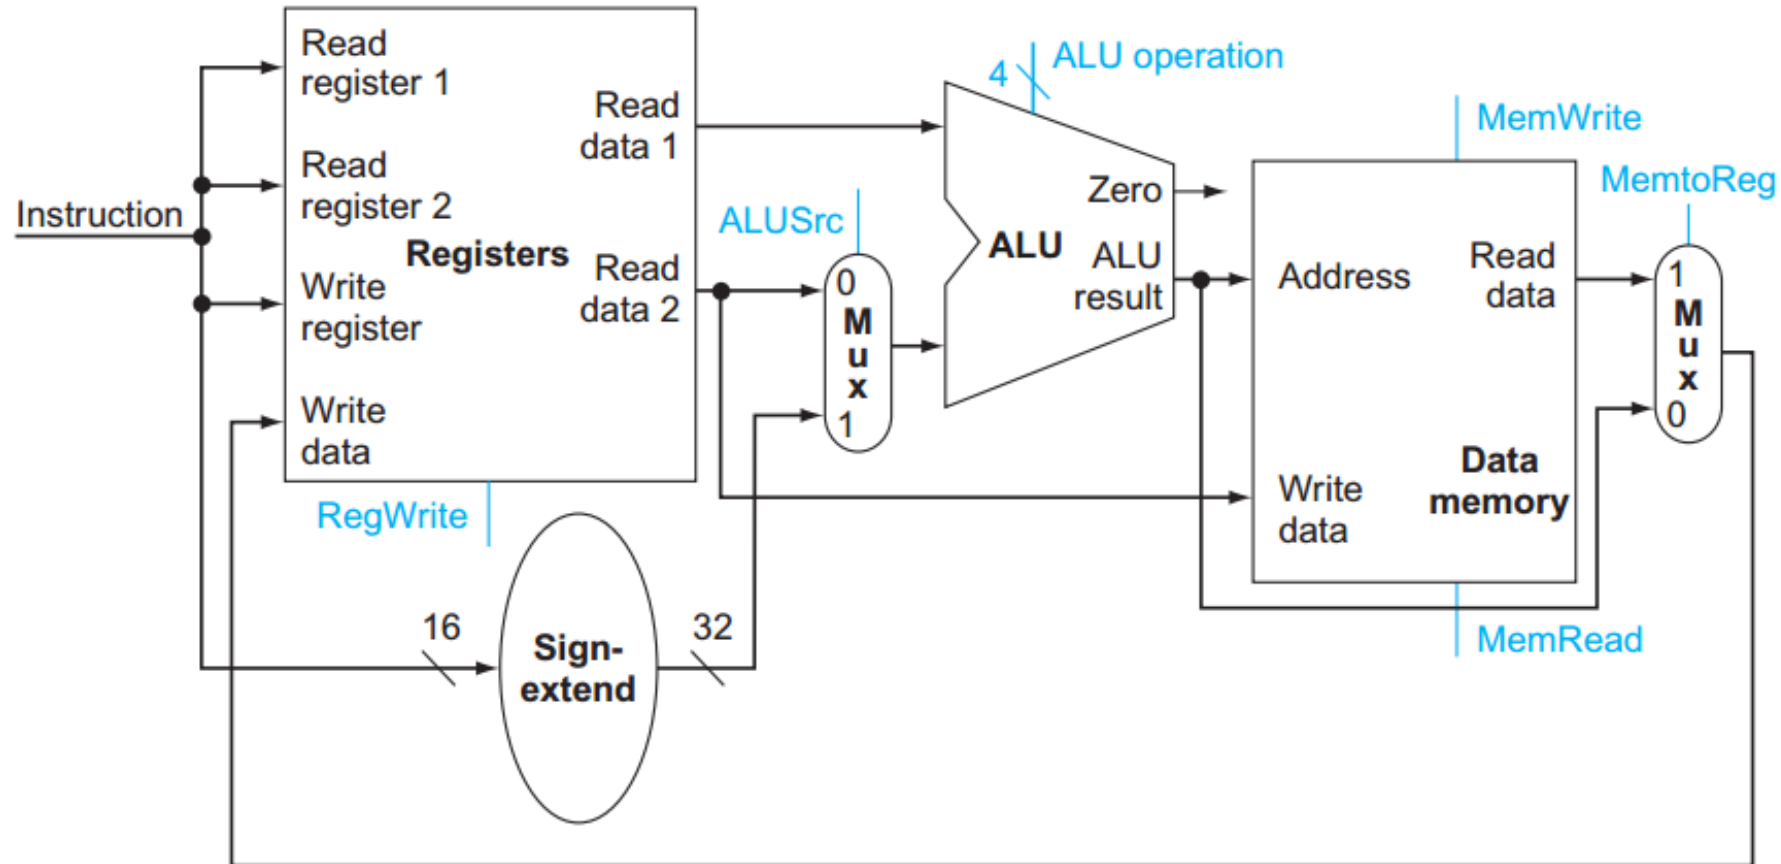 Instruction
Read
register 1
Read
register 2
Write
register
Write
data
Registers
Read
data 1
Read
data 2
RegWrite
16
Sign-
extend
32
ALUSrc
0
M
u
x
1
4
ALU operation
Zero
ALU
ALU
result
MemWrite
Address
Read
data
Write
data
Data
memory
MemRead
MemtoReg
1
M
u
x
0